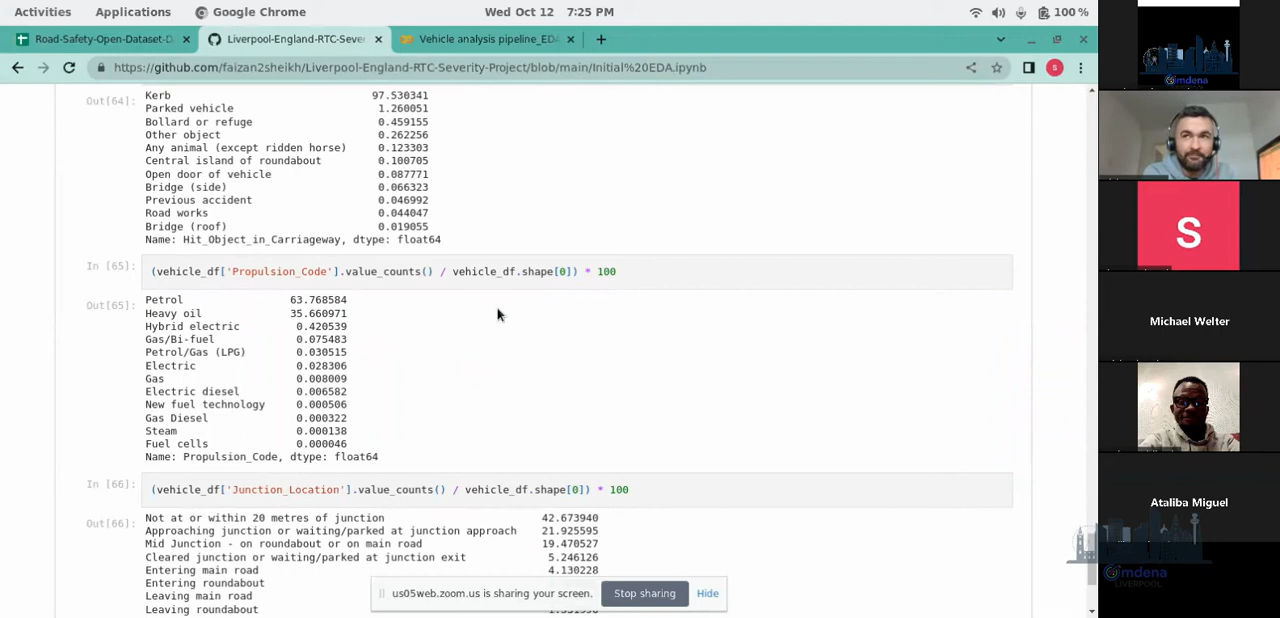 Activities Applications Google Chrome Wed Oct 12 7:25 PM 100 %
Road-Safety-Open-Dataset-D Liverpool-England-RTC-Seve Vehicle analysis pipeline_EDA
https://github.com/faizan2sheikh/Liverpool-England-RTC-Severity-Project/blob/main/Initial%20EDA.ipynb S
Out[64]: Kerb 97.530341
Parked vehicle 1.260051
Bollard or refuge 0.459155
Other object 0.262256
Any animal (except ridden horse) 0.123303
Central island of roundabout 0.100705
Open door of vehicle 0.087771
Bridge (side) 0.066323
Previous accident 0.046992
Road works 0.044047
Bridge (roof) 0.019055
Name: Hit_Object_in_Carriageway, dtype: float64
In [65]: (vehicle_df['Propulsion_Code'].value_counts() / vehicle_df.shape[0]) * 100
Out[65]: Petrol 63.768584
Heavy oil 35.660971
Hybrid electric 0.420539
Gas/Bi-fuel 0.075483
Petrol/Gas (LPG) 0.030515
Electric 0.028306
Gas 0.008009
Electric diesel 0.006582
New fuel technology 0.000506
Gas Diesel 0.000322
Steam 0.000138
Fuel cells 0.000046
Name: Propulsion_Code, dtype: float64
In [66]: (vehicle_df['Junction_Location'].value_counts() / vehicle_df.shape[0]) * 100
Out[66]: Not at or within 20 metres of junction 42.673940
Approaching junction or waiting/parked at junction approach 21.925595
Mid Junction - on roundabout or on main road 19.470527
Cleared junction or waiting/parked at junction exit 5.246126
Entering main road 4.130228
Entering roundabout
Leaving main road
Leaving roundabout
us05web.zoom.us is sharing your screen. Stop sharing Hide
omdena
S
Michael Welter
Ataliba Miguel
omdena
LIVERPOOL